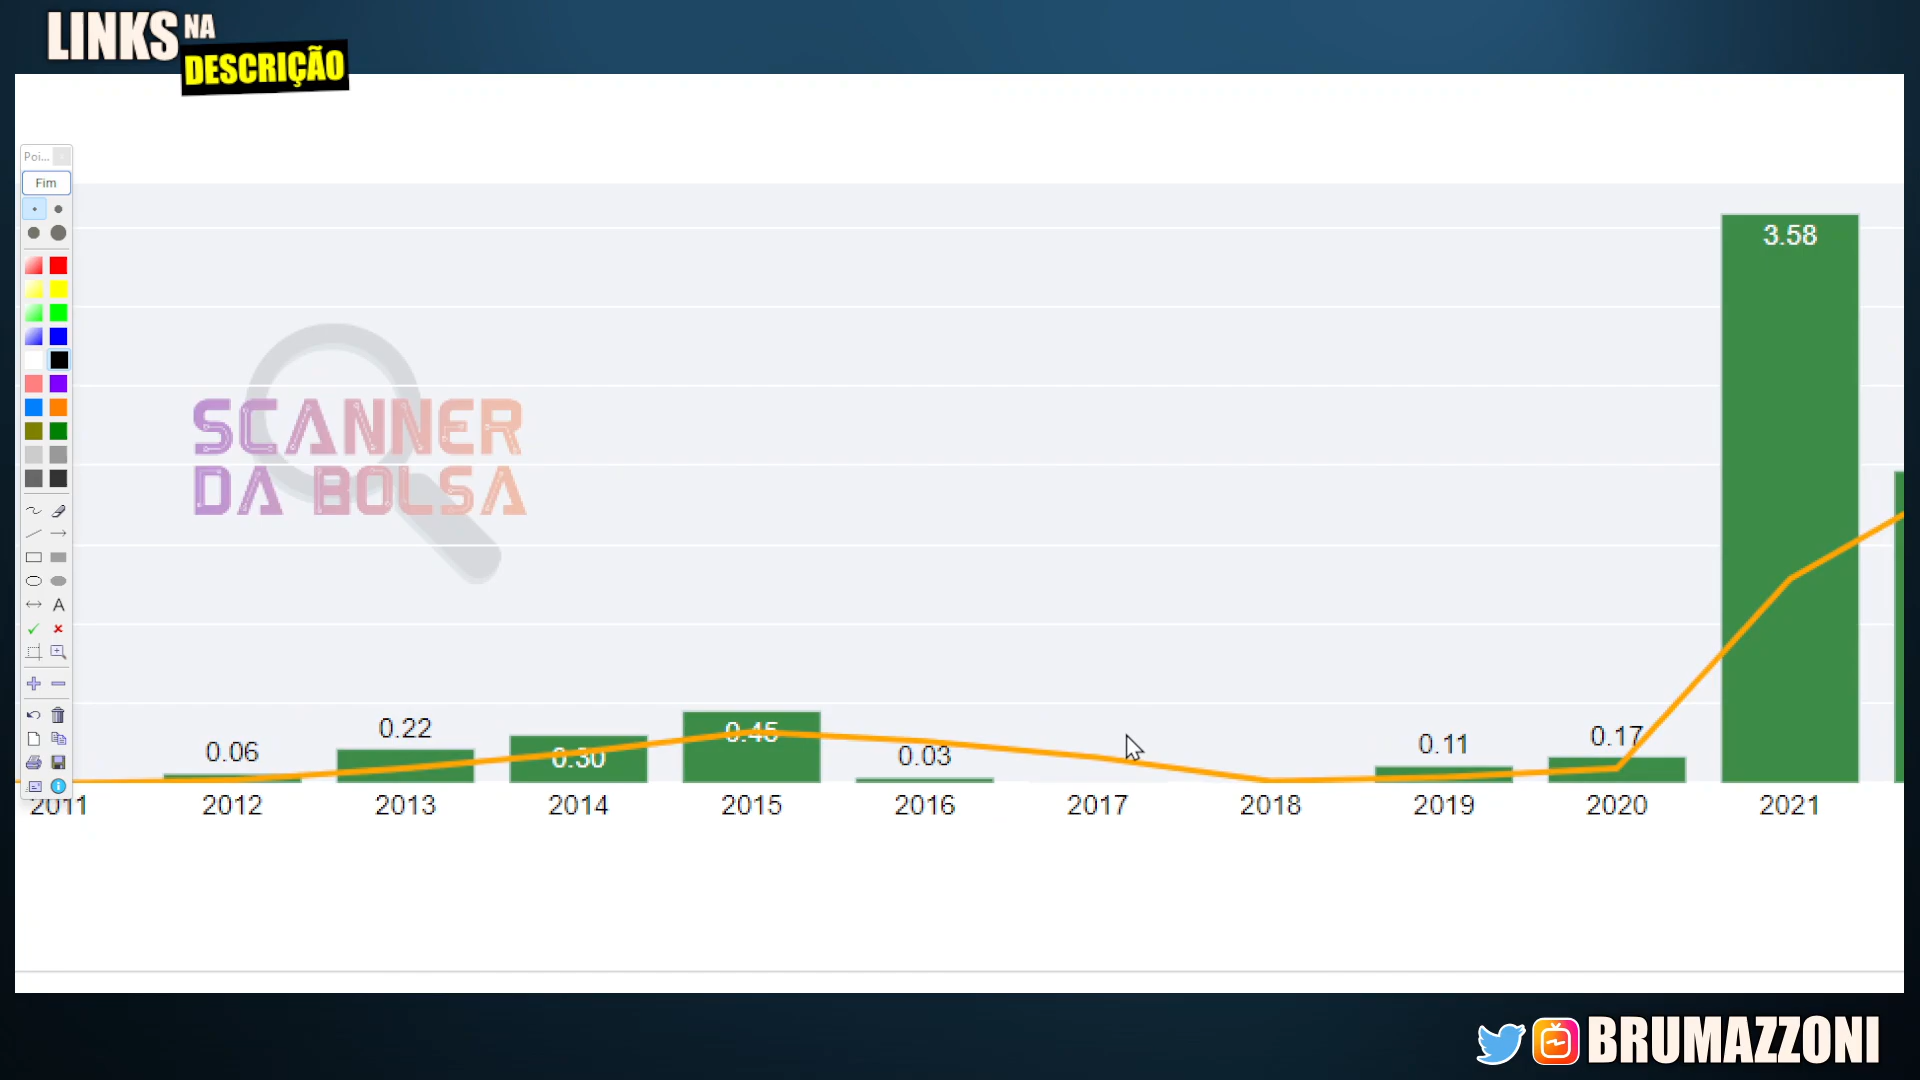 LINKS NA
DESCRIÇÃO
Poi...
Fim
3.58
SCANNER
DA BOLSA
A
0.22
0.06
0.30
0.45
0.03
0.11
0.17
2011 2012 2013 2014 2015 2016 2017 2018 2019 2020 2021
BRUMAZZONI